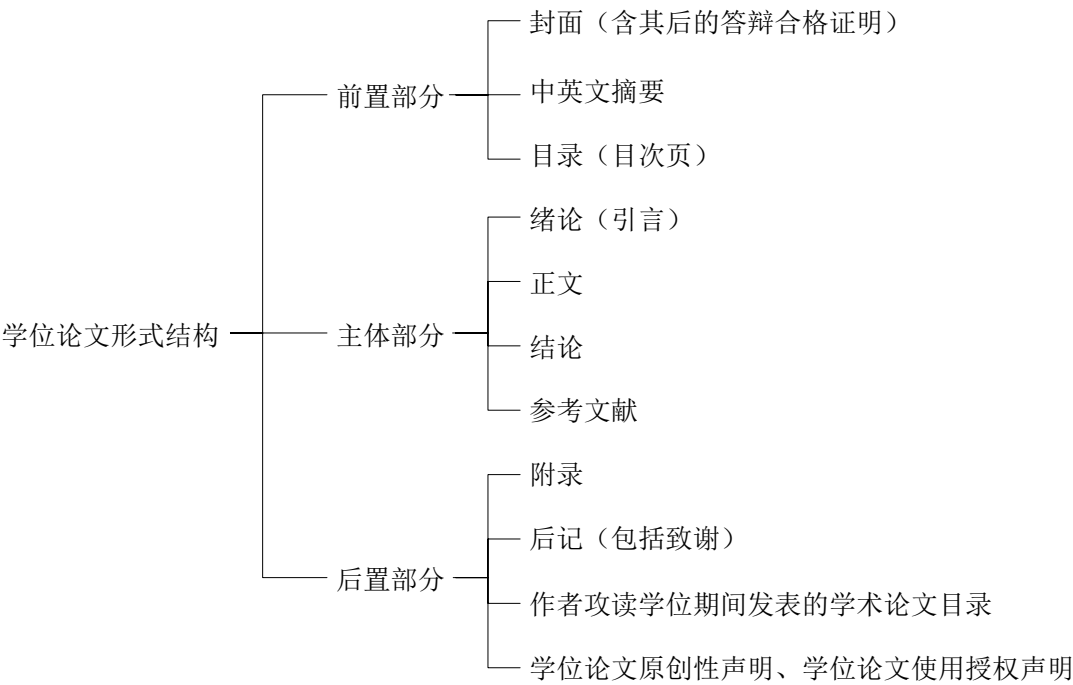 学位论文形式结构
前置部分
封面（含其后的答辩合格证明）
中英文摘要
目录（目次页）
主体部分
绪论（引言）
正文
结论
参考文献
后置部分
附录
后记（包括致谢）
作者攻读学位期间发表的学术论文目录
学位论文原创性声明、学位论文使用授权声明